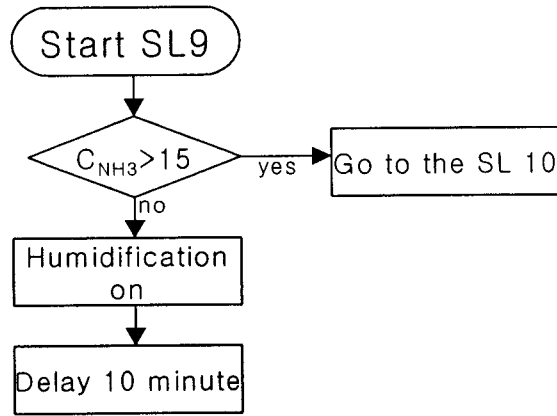 Start SL9
C_NH3>15
yes
Go to the SL 10
no
Humidification
on
Delay 10 minute